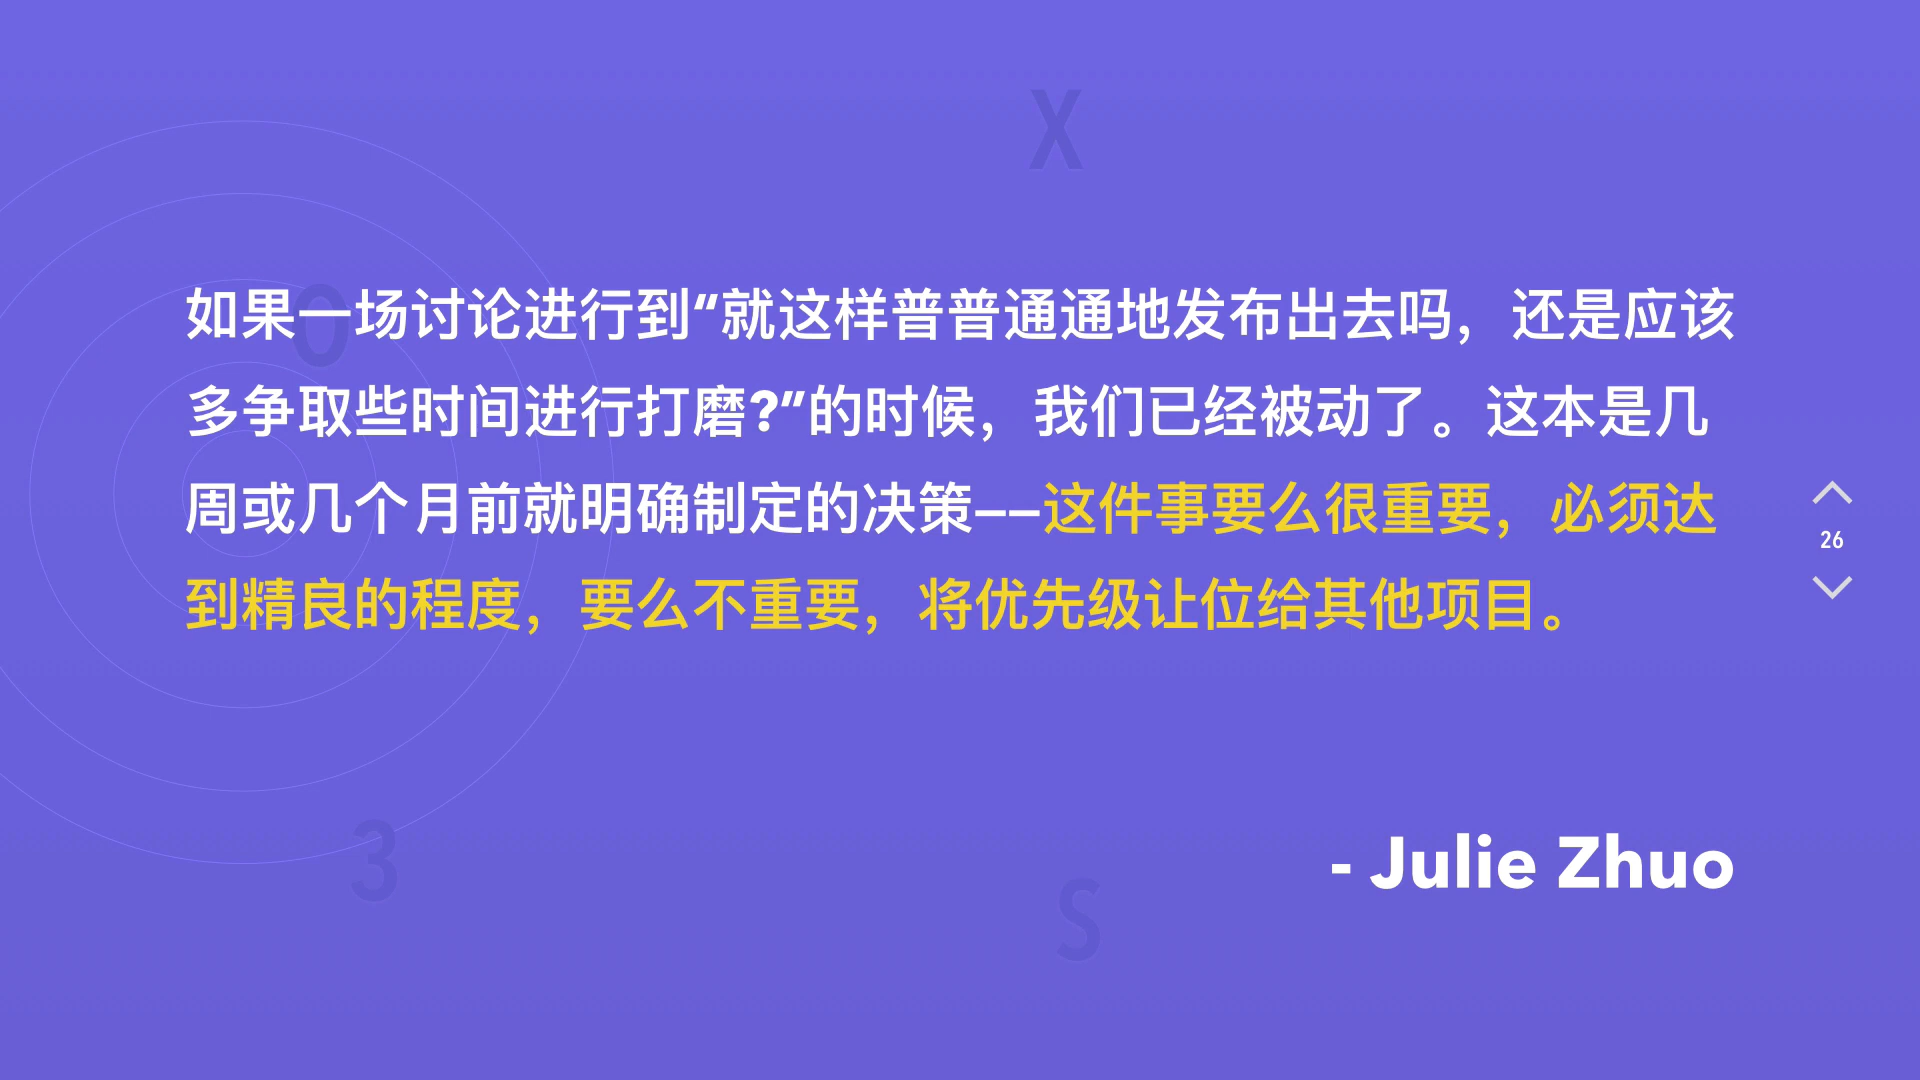 X
O
如果一场讨论进行到“就这样普普通通地发布出去吗，还是应该
多争取些时间进行打磨?”的时候，我们已经被动了。这本是几
周或几个月前就明确制定的决策——这件事要么很重要，必须达
到精良的程度，要么不重要，将优先级让位给其他项目。
26
- Julie Zhuo
3
S